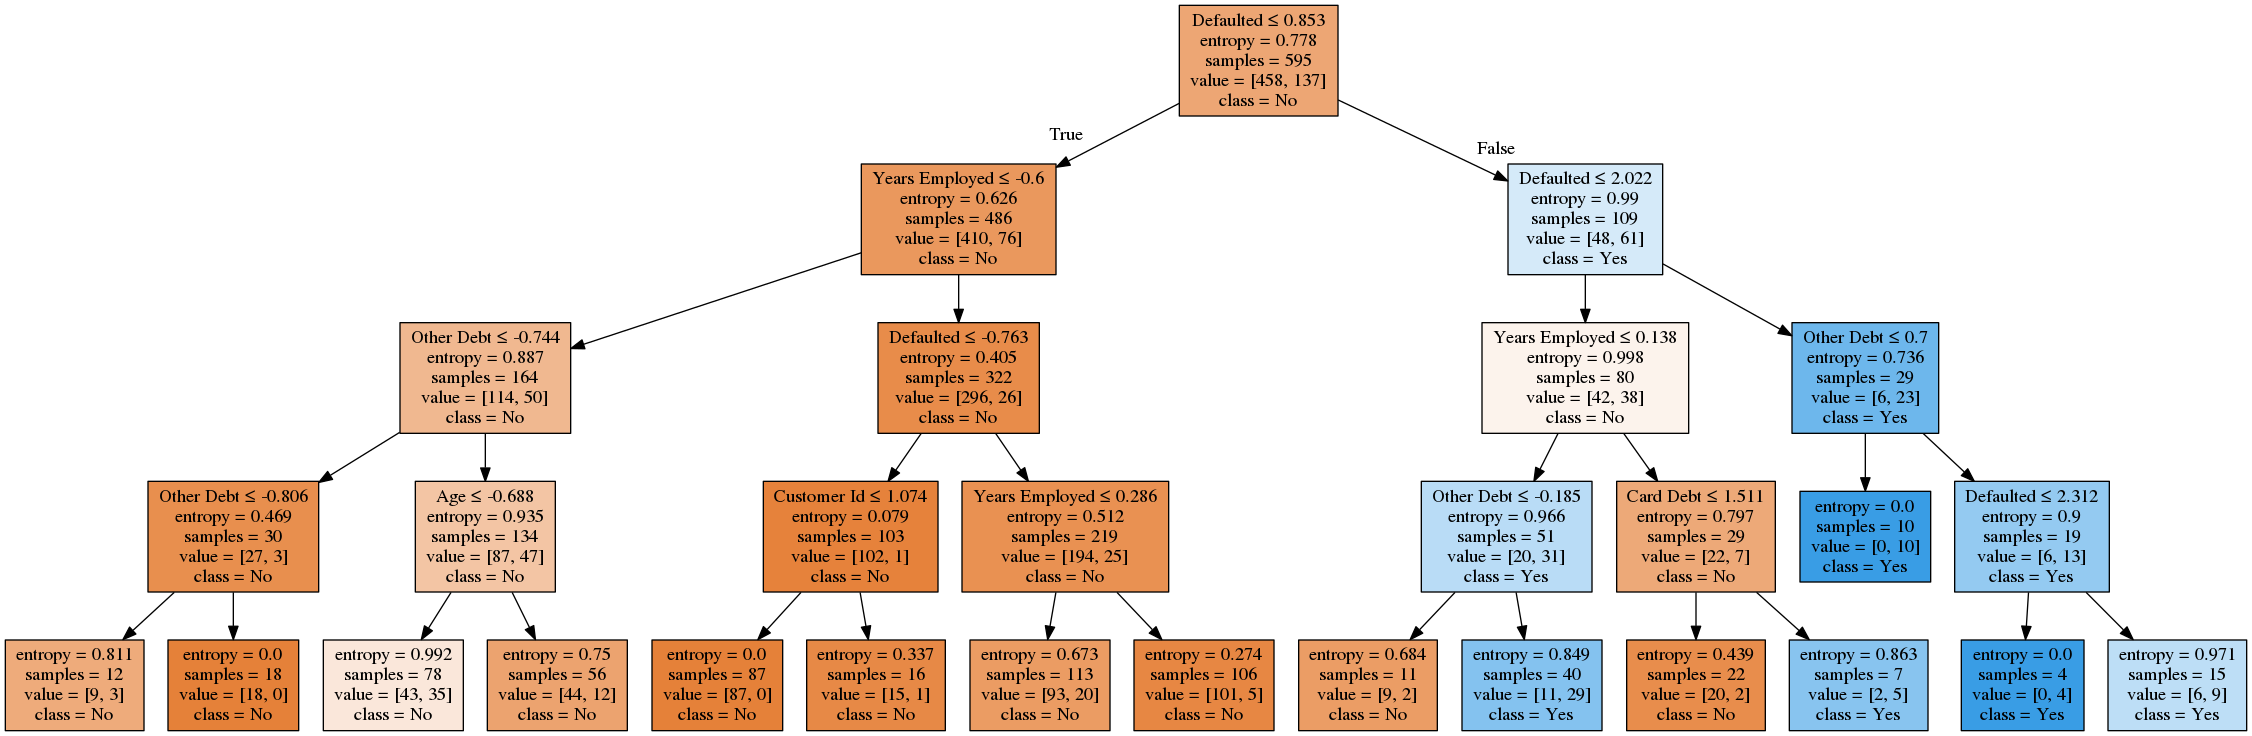 Defaulted ≤ 0.853
entropy = 0.778
samples = 595
value = [458, 137]
class = No
True
False
Years Employed ≤ -0.6
entropy = 0.626
samples = 486
value = [410, 76]
class = No
Defaulted ≤ 2.022
entropy = 0.99
samples = 109
value = [48, 61]
class = Yes
Other Debt ≤ -0.744
entropy = 0.887
samples = 164
value = [114, 50]
class = No
Defaulted ≤ -0.763
entropy = 0.405
samples = 322
value = [296, 26]
class = No
Years Employed ≤ 0.138
entropy = 0.998
samples = 80
value = [42, 38]
class = No
Other Debt ≤ 0.7
entropy = 0.736
samples = 29
value = [6, 23]
class = Yes
Other Debt ≤ -0.806
entropy = 0.469
samples = 30
value = [27, 3]
class = No
Age ≤ -0.688
entropy = 0.935
samples = 134
value = [87, 47]
class = No
Customer Id ≤ 1.074
entropy = 0.079
samples = 103
value = [102, 1]
class = No
Years Employed ≤ 0.286
entropy = 0.512
samples = 219
value = [194, 25]
class = No
Other Debt ≤ -0.185
entropy = 0.966
samples = 51
value = [20, 31]
class = Yes
Card Debt ≤ 1.511
entropy = 0.797
samples = 29
value = [22, 7]
class = No
entropy = 0.0
samples = 10
value = [0, 10]
class = Yes
Defaulted ≤ 2.312
entropy = 0.9
samples = 19
value = [6, 13]
class = Yes
entropy = 0.811
samples = 12
value = [9, 3]
class = No
entropy = 0.0
samples = 18
value = [18, 0]
class = No
entropy = 0.992
samples = 78
value = [43, 35]
class = No
entropy = 0.75
samples = 56
value = [44, 12]
class = No
entropy = 0.0
samples = 87
value = [87, 0]
class = No
entropy = 0.337
samples = 16
value = [15, 1]
class = No
entropy = 0.673
samples = 113
value = [93, 20]
class = No
entropy = 0.274
samples = 106
value = [101, 5]
class = No
entropy = 0.684
samples = 11
value = [9, 2]
class = No
entropy = 0.849
samples = 40
value = [11, 29]
class = Yes
entropy = 0.439
samples = 22
value = [20, 2]
class = No
entropy = 0.863
samples = 7
value = [2, 5]
class = Yes
entropy = 0.0
samples = 4
value = [0, 4]
class = Yes
entropy = 0.971
samples = 15
value = [6, 9]
class = Yes